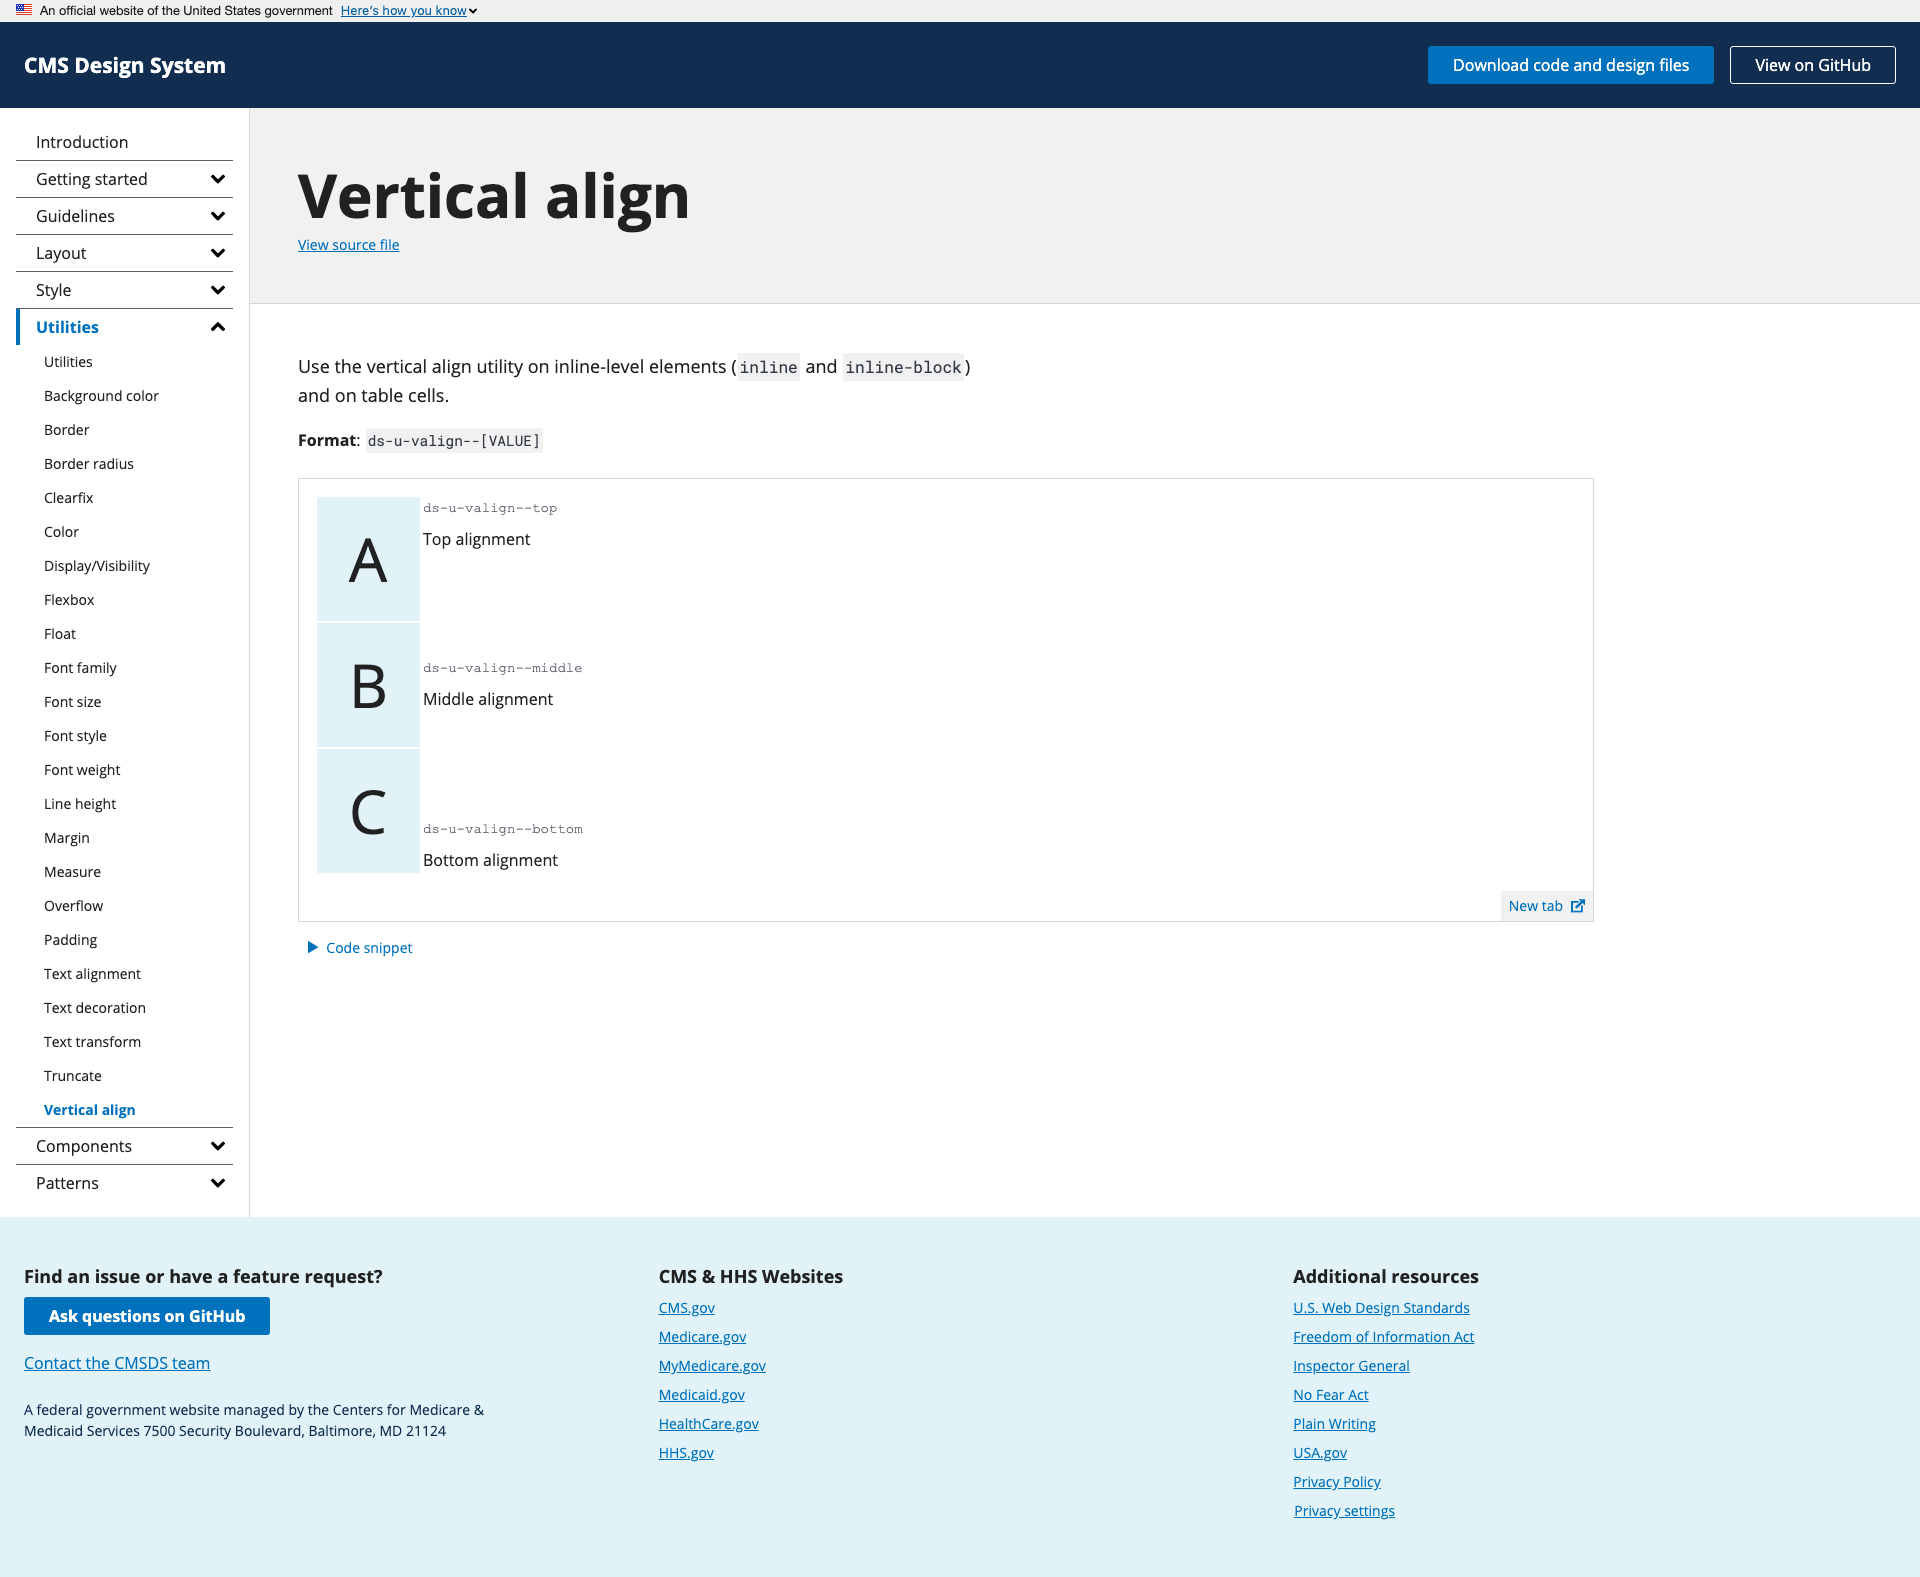 An official website of the United States government Here's how you know
CMS Design System
Download code and design files
View on GitHub
Introduction
Getting started
Guidelines
Layout
Style
Utilities
Utilities
Background color
Border
Border radius
Clearfix
Color
Display/Visibility
Flexbox
Float
Font family
Font size
Font style
Font weight
Line height
Margin
Measure
Overflow
Padding
Text alignment
Text decoration
Text transform
Truncate
Vertical align
Components
Patterns
Vertical align
View source file
Use the vertical align utility on inline-level elements (inline and inline-block)
and on table cells.
Format: ds-u-valign--[VALUE]
A
ds-u-valign--top
Top alignment
B
ds-u-valign--middle
Middle alignment
C
ds-u-valign--bottom
Bottom alignment
New tab
Code snippet
Find an issue or have a feature request?
Ask questions on GitHub
Contact the CMSDS team
A federal government website managed by the Centers for Medicare &
Medicaid Services 7500 Security Boulevard, Baltimore, MD 21124
CMS & HHS Websites
CMS.gov
Medicare.gov
MyMedicare.gov
Medicaid.gov
HealthCare.gov
HHS.gov
Additional resources
U.S. Web Design Standards
Freedom of Information Act
Inspector General
No Fear Act
Plain Writing
USA.gov
Privacy Policy
Privacy settings